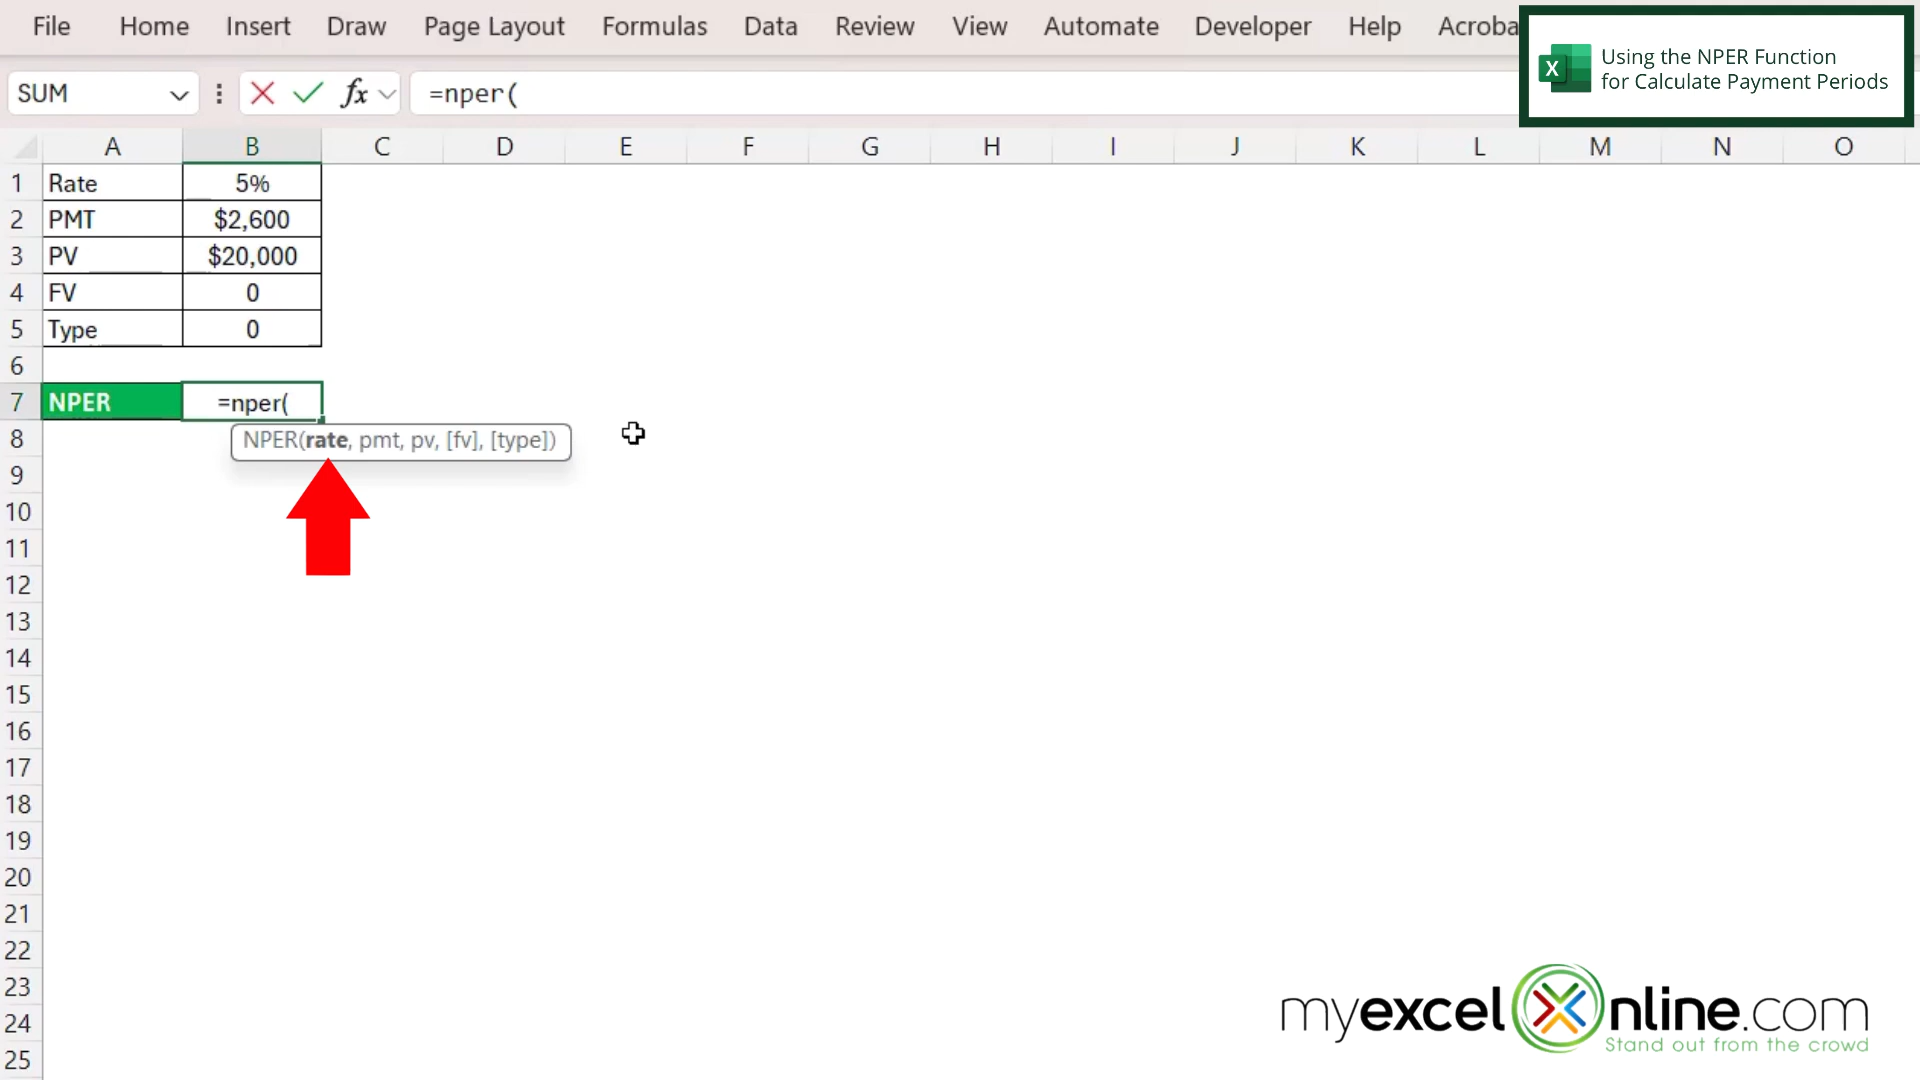 File Home Insert Draw Page Layout Formulas Data Review View Automate Developer Help Acroba
Using the NPER Function
for Calculate Payment Periods
SUM fx =nper(
A B C D E F G H I J K L M N O
1 Rate 5%
2 PMT $2,600
3 PV $20,000
4 FV 0
5 Type 0
6
7 NPER =nper(
8 NPER(rate, pmt, pv, [fv], [type])
9
10
11
12
13
14
15
16
17
18
19
20
21
22
23
24
25
myexcelonline.com
Stand out from the crowd